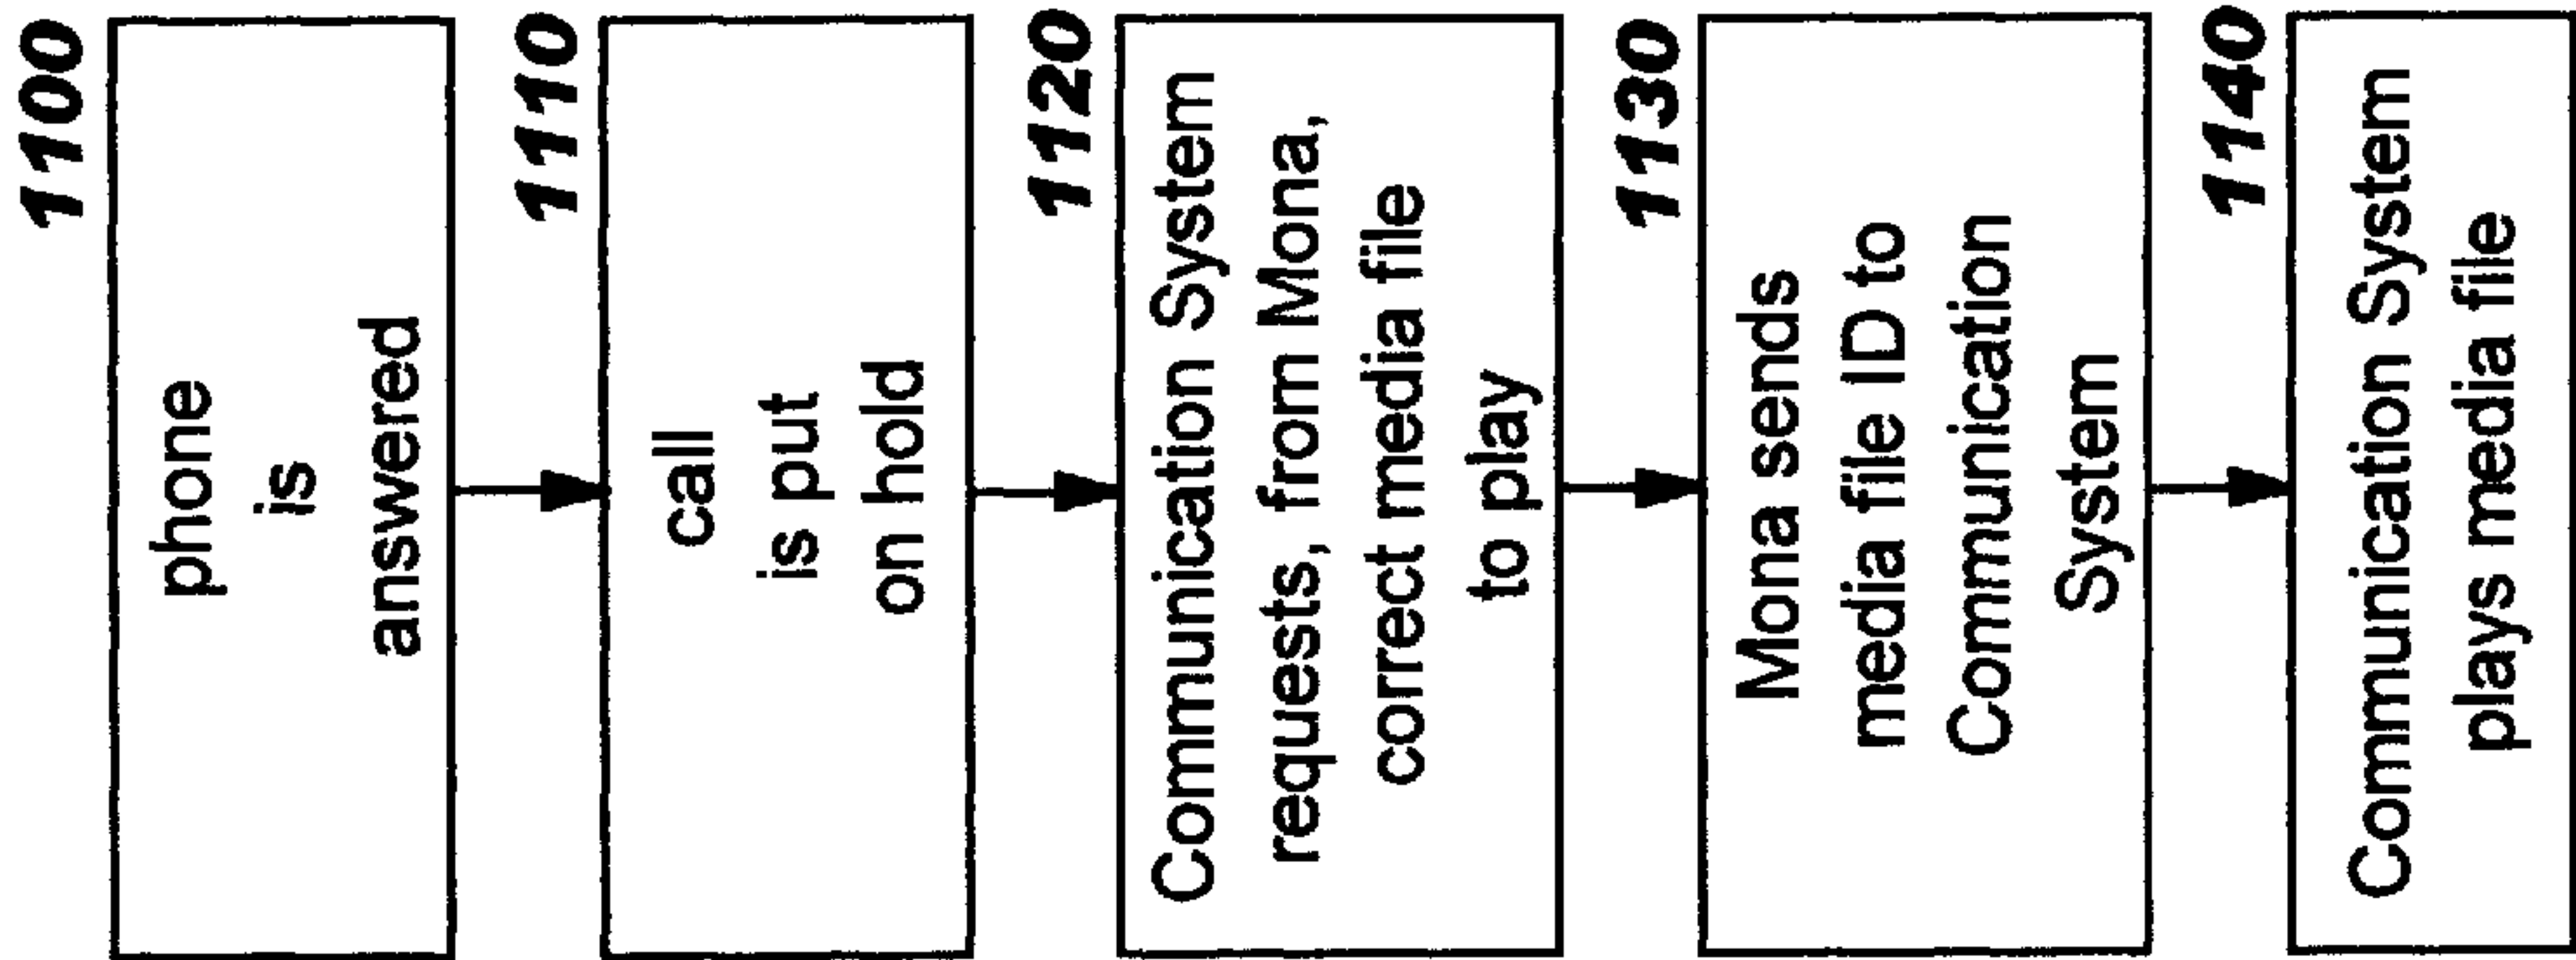 1100
phone
is
answered
1110
call
is put
on hold
1120
Communication System
requests, from Mona,
correct media file
to play
1130
Mona sends
media file ID to
Communication
System
1140
Communication System
plays media file